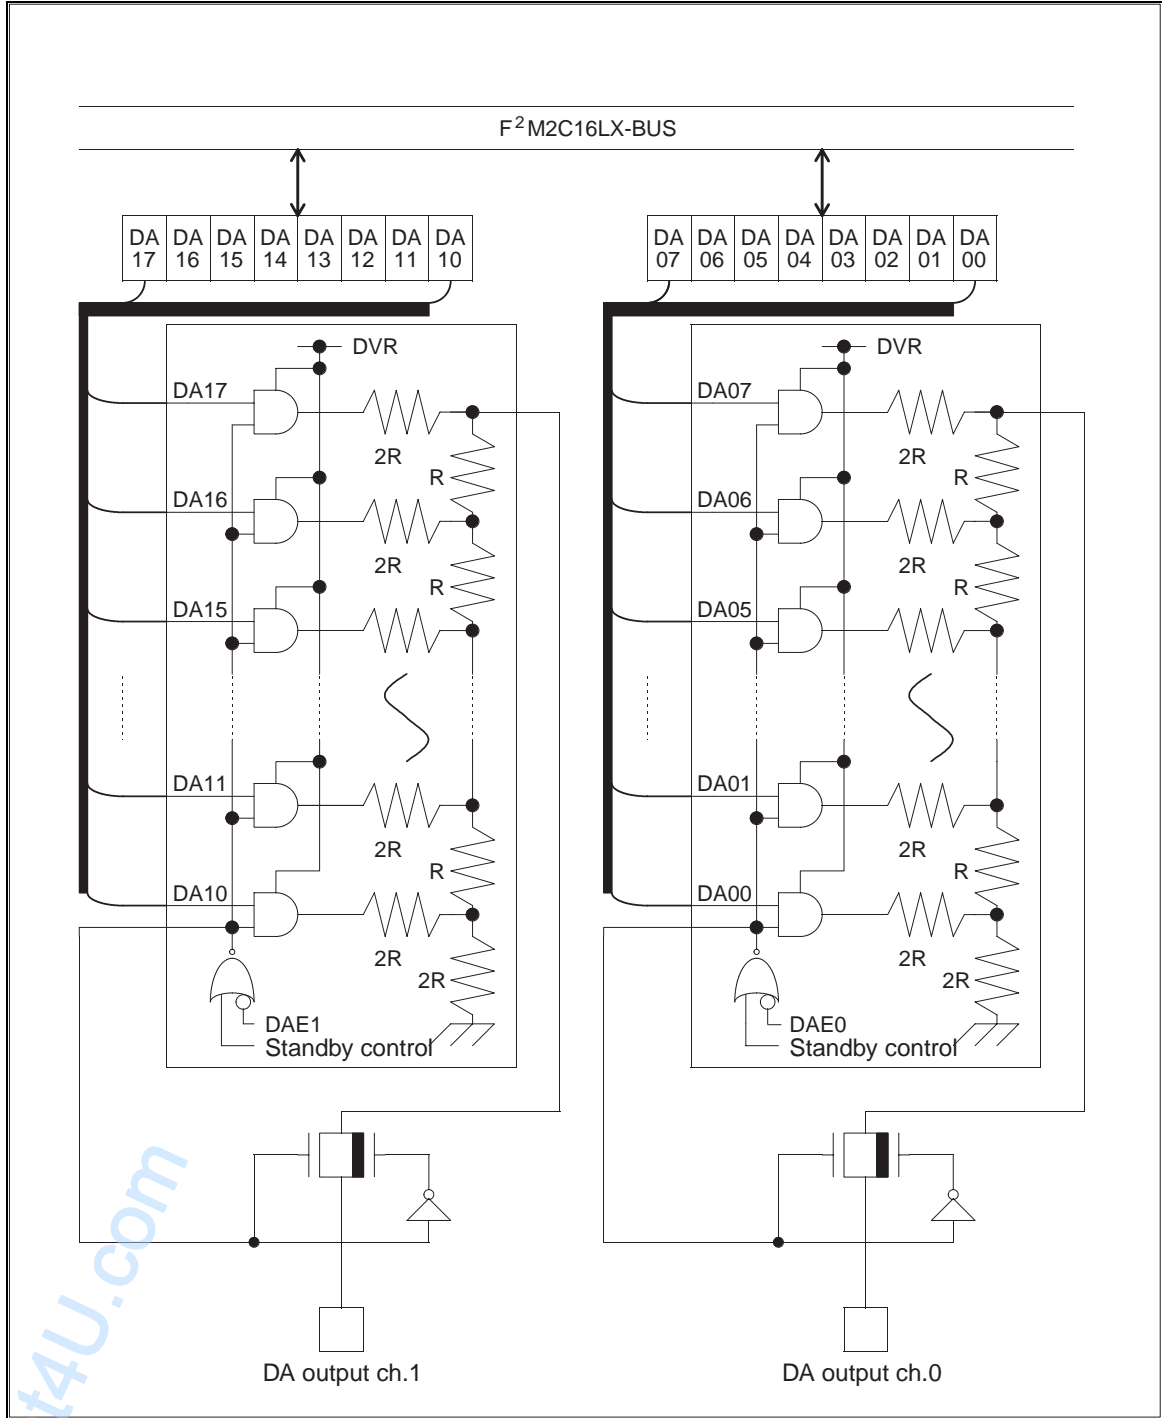 F2M2C16LX-BUS
DA 17 DA 16 DA 15 DA 14 DA 13 DA 12 DA 11 DA 10
DA 07 DA 06 DA 05 DA 04 DA 03 DA 02 DA 01 DA 00
DVR
DA17
2R
R
DA16
2R
R
DA15
DA11
2R
R
DA10
2R
2R
DAE1
Standby control
DA output ch.1
DVR
DA07
2R
R
DA06
2R
R
DA05
DA01
2R
R
DA00
2R
2R
DAE0
Standby control
DA output ch.0
t4U.com